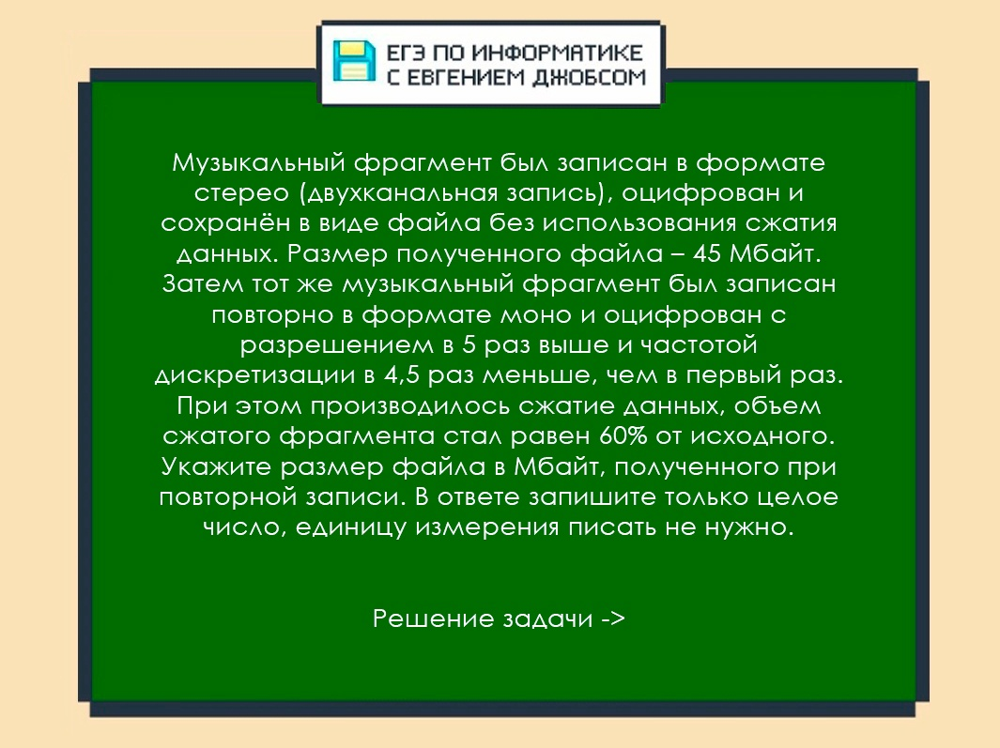 ЕГЭ ПО ИНФОРМАТИКЕ
С ЕВГЕНИЕМ ДЖОБСОМ
Музыкальный фрагмент был записан в формате
стерео (двухканальная запись), оцифрован и
сохранён в виде файла без использования сжатия
данных. Размер полученного файла – 45 Мбайт.
Затем тот же музыкальный фрагмент был записан
повторно в формате моно и оцифрован с
разрешением в 5 раз выше и частотой
дискретизации в 4,5 раз меньше, чем в первый раз.
При этом производилось сжатие данных, объем
сжатого фрагмента стал равен 60% от исходного.
Укажите размер файла в Мбайт, полученного при
повторной записи. В ответе запишите только целое
число, единицу измерения писать не нужно.
Решение задачи ->